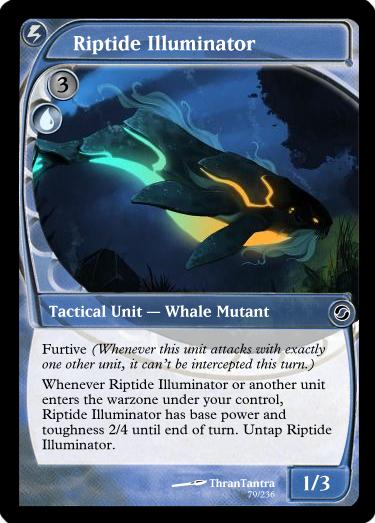 Riptide Illuminator
3
Tactical Unit — Whale Mutant
Furtive (Whenever this unit attacks with exactly
one other unit, it can't be intercepted this turn.)
Whenever Riptide Illuminator or another unit
enters the warzone under your control,
Riptide Illuminator has base power and
toughness 2/4 until end of turn. Untap Riptide
Illuminator.
ThranTantra
79/236
1/3